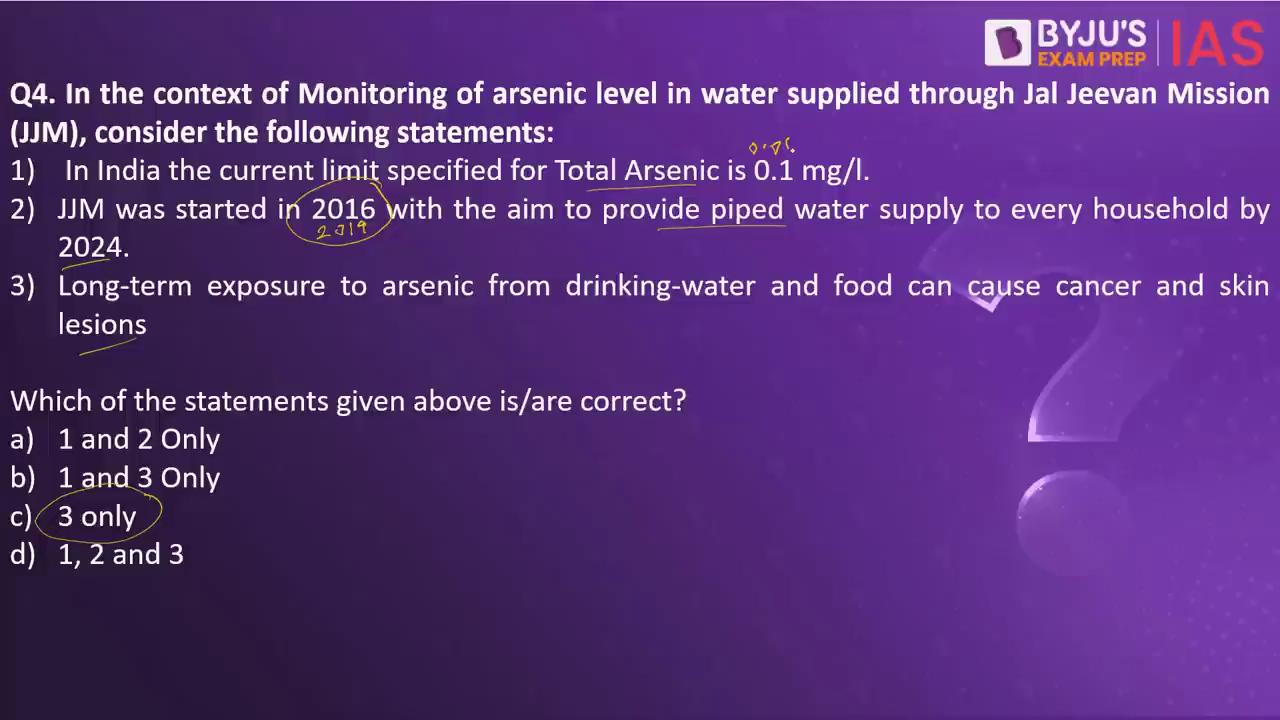 BYJU'S
EXAM PREP
IAS
Q4. In the context of Monitoring of arsenic level in water supplied through Jal Jeevan Mission
(JJM), consider the following statements:
1) In India the current limit specified for Total Arsenic is 0.1 mg/l.
2) JJM was started in 2016 with the aim to provide piped water supply to every household by
2019
2024.
3) Long-term exposure to arsenic from drinking-water and food can cause cancer and skin
lesions
Which of the statements given above is/are correct?
a) 1 and 2 Only
b) 1 and 3 Only
c) 3 only
d) 1, 2 and 3